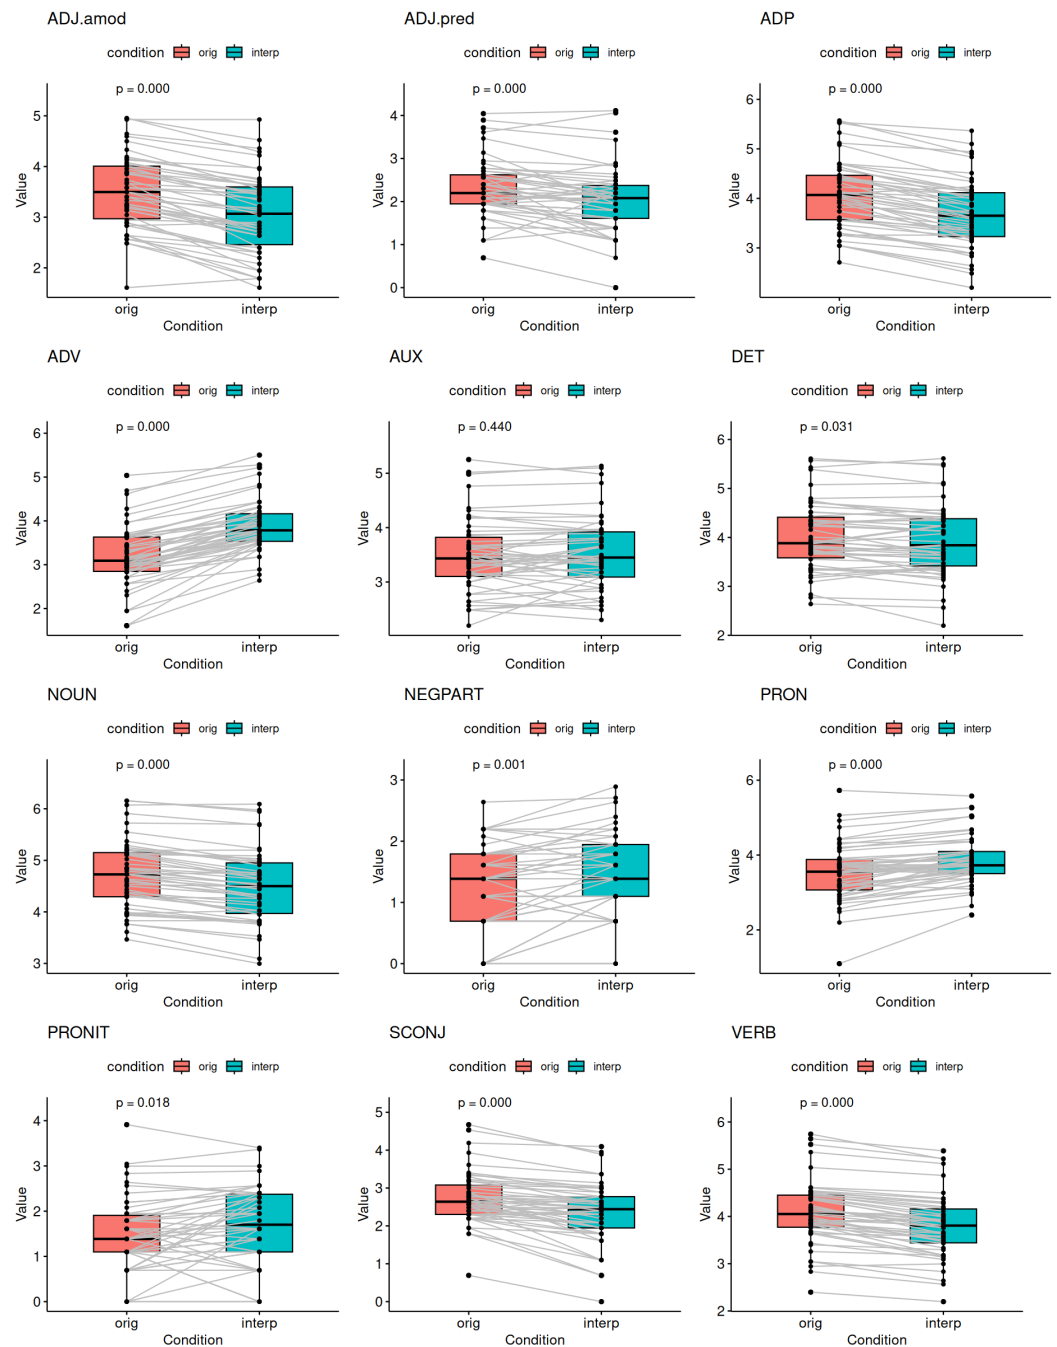 ADJ.amod
condition orig interp
p = 0.000
5
4
3
2
Value
orig interp
Condition
ADJ.pred
condition orig interp
p = 0.000
4
3
2
1
0
Value
orig interp
Condition
ADP
condition orig interp
p = 0.000
6
5
4
3
Value
orig interp
Condition
ADV
condition orig interp
p = 0.000
6
5
4
3
2
Value
orig interp
Condition
AUX
condition orig interp
p = 0.440
5
4
3
Value
orig interp
Condition
DET
condition orig interp
p = 0.031
6
5
4
3
2
Value
orig interp
Condition
NOUN
condition orig interp
p = 0.000
6
5
4
3
Value
orig interp
Condition
NEGPART
condition orig interp
p = 0.001
3
2
1
0
Value
orig interp
Condition
PRON
condition orig interp
p = 0.000
6
4
2
Value
orig interp
Condition
PRONIT
condition orig interp
p = 0.018
4
3
2
1
0
Value
orig interp
Condition
SCONJ
condition orig interp
p = 0.000
5
4
3
2
1
0
Value
orig interp
Condition
VERB
condition orig interp
p = 0.000
6
5
4
3
2
Value
orig interp
Condition